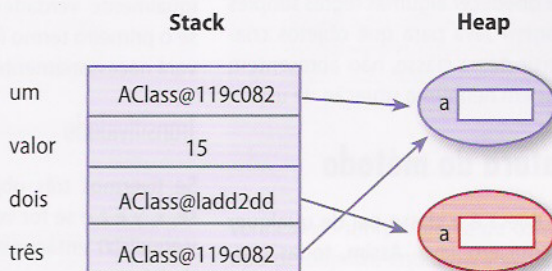 Stack Heap
um AClass@119c082 a
valor 15
dois AClass@ladd2dd a
três AClass@119c082